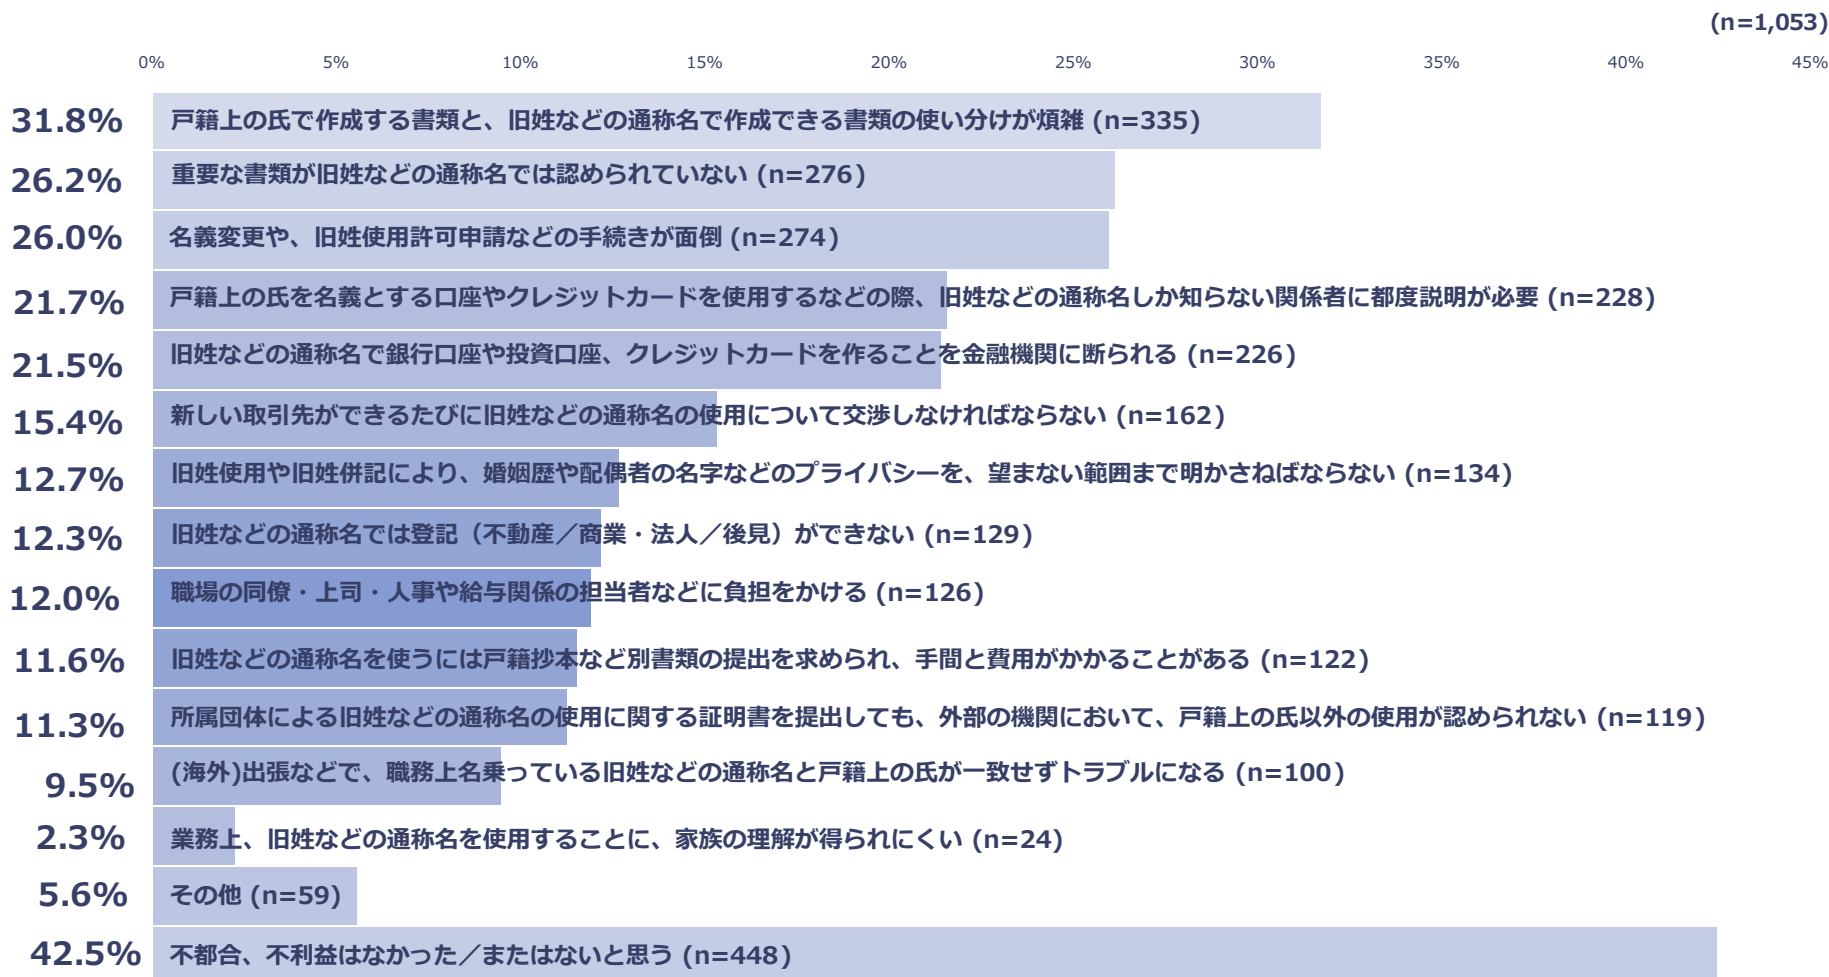 (n=1,053)
0% 5% 10% 15% 20% 25% 30% 35% 40% 45%
31.8% 戸籍上の氏で作成する書類と、旧姓などの通称名で作成できる書類の使い分けが煩雑 (n=335)
26.2% 重要な書類が旧姓などの通称名では認められていない (n=276)
26.0% 名義変更や、旧姓使用許可申請などの手続きが面倒 (n=274)
21.7% 戸籍上の氏を名義とする口座やクレジットカードを使用するなどの際、旧姓などの通称名しか知らない関係者に都度説明が必要 (n=228)
21.5% 旧姓などの通称名で銀行口座や投資口座、クレジットカードを作ることを金融機関に断られる (n=226)
15.4% 新しい取引先ができるたびに旧姓などの通称名の使用について交渉しなければならない (n=162)
12.7% 旧姓使用や旧姓併記により、婚姻歴や配偶者の名字などのプライバシーを、望まない範囲まで明かさねばならない (n=134)
12.3% 旧姓などの通称名では登記（不動産／商業・法人／後見）ができない (n=129)
12.0% 職場の同僚・上司・人事や給与関係の担当者などに負担をかける (n=126)
11.6% 旧姓などの通称名を使うには戸籍抄本など別書類の提出を求められ、手間と費用がかかることがある (n=122)
11.3% 所属団体による旧姓などの通称名の使用に関する証明書を提出しても、外部の機関において、戸籍上の氏以外の使用が認められない (n=119)
9.5% (海外)出張などで、職務上名乗っている旧姓などの通称名と戸籍上の氏が一致せずトラブルになる (n=100)
2.3% 業務上、旧姓などの通称名を使用することに、家族の理解が得られにくい (n=24)
5.6% その他 (n=59)
42.5% 不都合、不利益はなかった／またはないと思う (n=448)